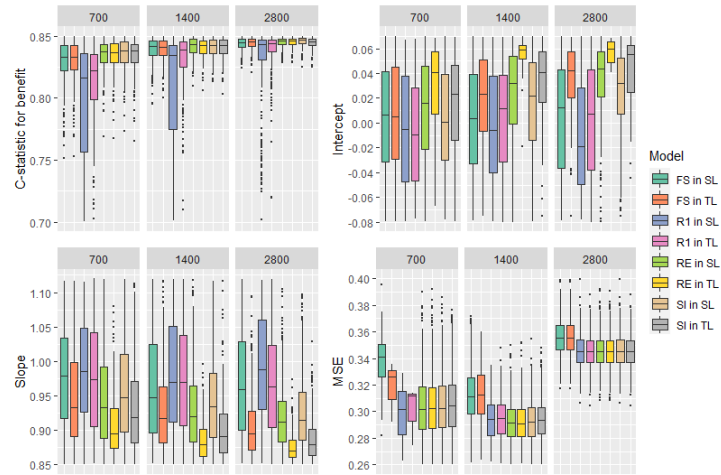 700 1400 2800
C-statistic for benefit
0.85
0.80
0.75
0.70
700 1400 2800
Intercept
0.06
0.04
0.02
0.00
-0.02
-0.04
-0.06
-0.08
700 1400 2800
Slope
1.10
1.05
1.00
0.95
0.90
0.85
700 1400 2800
MSE
0.40
0.38
0.36
0.34
0.32
0.30
0.28
0.26
Model
FS in SL
FS in TL
R1 in SL
R1 in TL
RE in SL
RE in TL
SI in SL
SI in TL